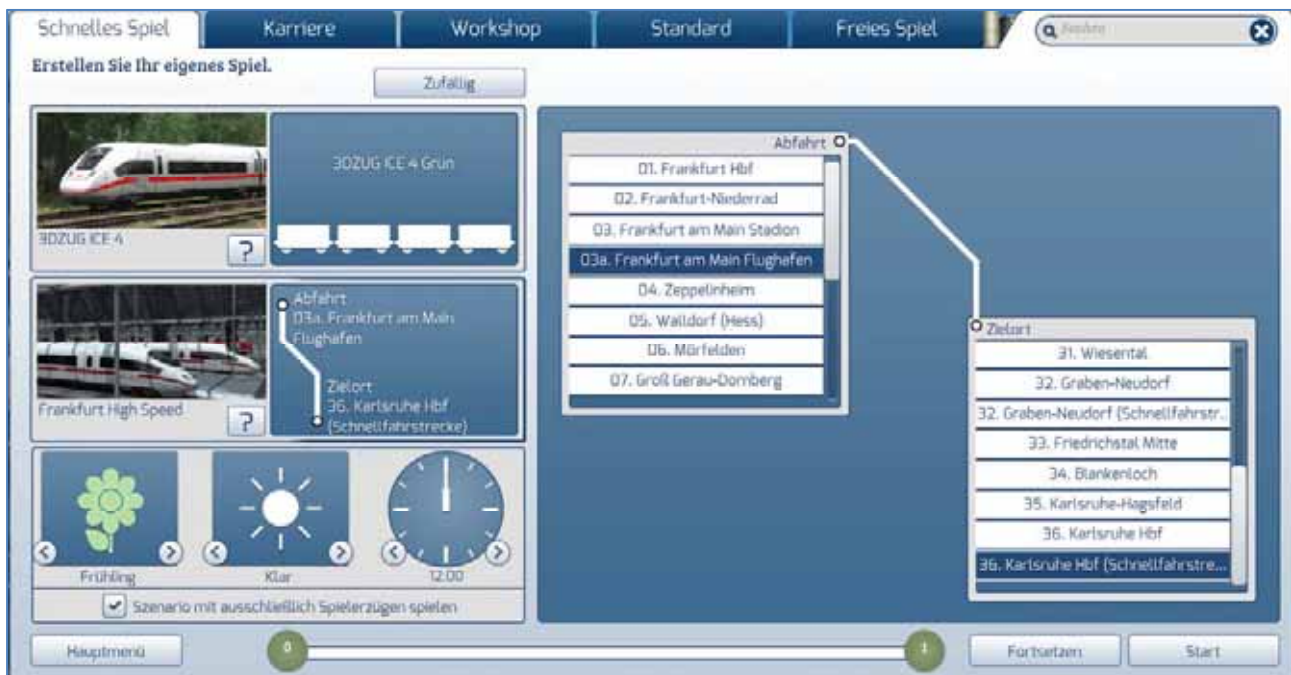 Schnelles Spiel
Karriere
Workshop
Standard
Freies Spiel
Suchen
Erstellen Sie Ihr eigenes Spiel.
Zufällig
3DZUG ICE 4 Grün
3DZUG ICE 4
?
Abfahrt
03a. Frankfurt am Main
Flughafen
Zielort
36. Karlsruhe Hbf
(Schnellfahrstrecke)
Frankfurt High Speed
?
Frühling
Klar
12:00
Szenario mit ausschließlich Spielerzügen spielen
Abfahrt
01. Frankfurt Hbf
02. Frankfurt-Niederrad
03. Frankfurt am Main Stadion
03a. Frankfurt am Main Flughafen
04. Zeppelinheim
05. Walldorf (Hess)
06. Mörfelden
07. Groß Gerau-Dornberg
Zielort
31. Wiesental
32. Graben-Neudorf
32. Graben-Neudorf (Schnellfahrstr...
33. Friedrichstal Mitte
34. Blankenloch
35. Karlsruhe-Hagsfeld
36. Karlsruhe Hbf
36. Karlsruhe Hbf (Schnellfahrstre...
Hauptmenü
0
1
Fortsetzen
Start